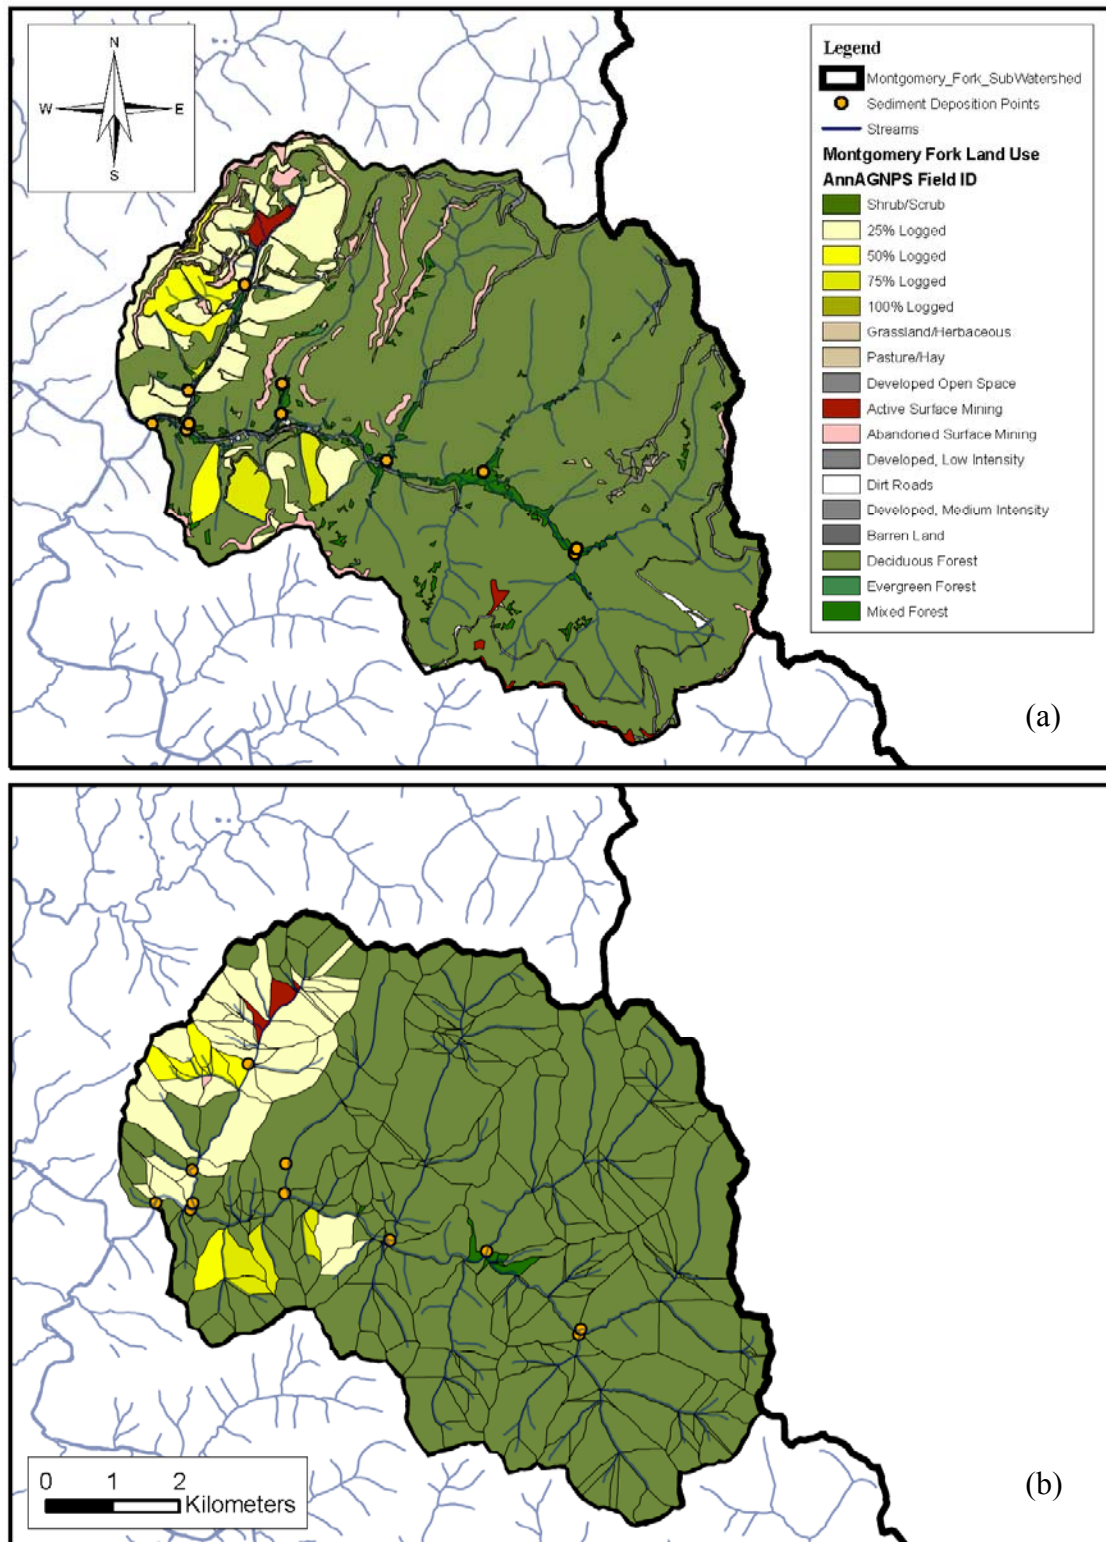 N
W E
S
Legend
Montgomery_Fork_SubWatershed
Sediment Deposition Points
Streams
Montgomery Fork Land Use
AnnAGNPS Field ID
Shrub/Scrub
25% Logged
50% Logged
75% Logged
100% Logged
Grassland/Herbaceous
Pasture/Hay
Developed Open Space
Active Surface Mining
Abandoned Surface Mining
Developed, Low Intensity
Dirt Roads
Developed, Medium Intensity
Barren Land
Deciduous Forest
Evergreen Forest
Mixed Forest
(a)
0 1 2
Kilometers
(b)